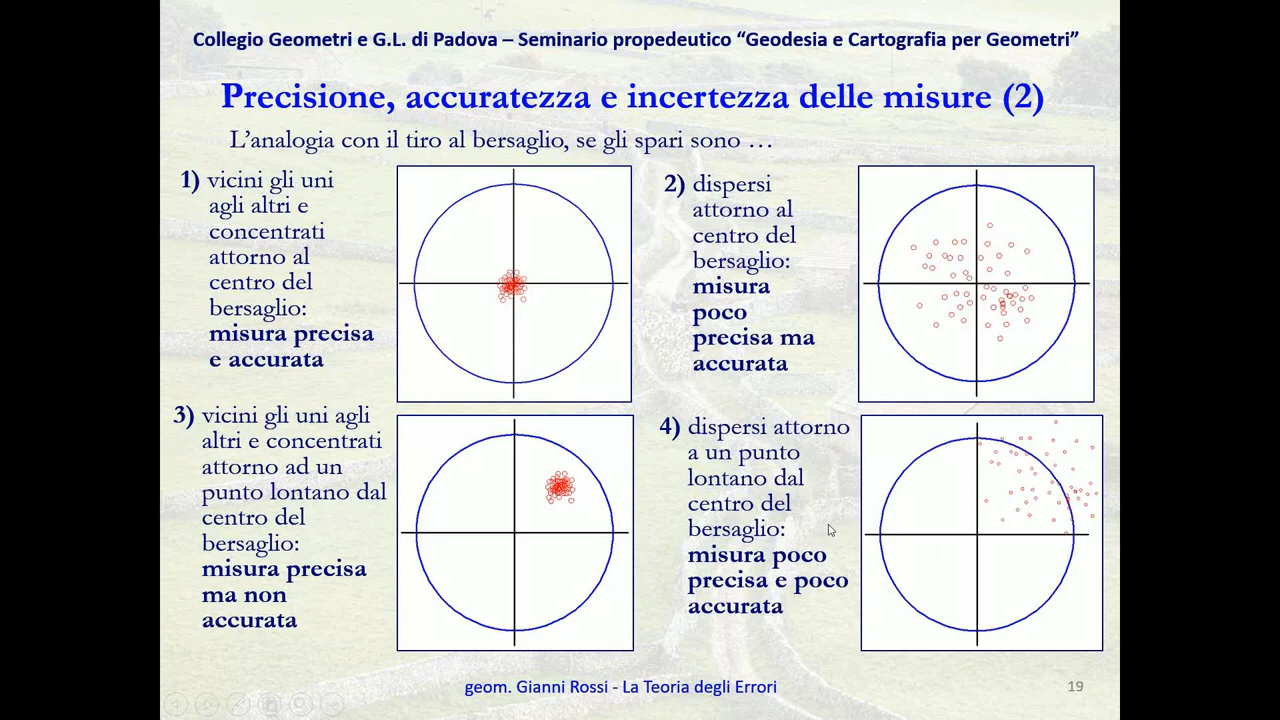 Collegio Geometri e G.L. di Padova – Seminario propedeutico “Geodesia e Cartografia per Geometri”
Precisione, accuratezza e incertezza delle misure (2)
L’analogia con il tiro al bersaglio, se gli spari sono …
1) vicini gli uni
agli altri e
concentrati
attorno al
centro del
bersaglio:
misura precisa
e accurata
2) dispersi
attorno al
centro del
bersaglio:
misura
poco
precisa ma
accurata
3) vicini gli uni agli
altri e concentrati
attorno ad un
punto lontano dal
centro del
bersaglio:
misura precisa
ma non
accurata
4) dispersi attorno
a un punto
lontano dal
centro del
bersaglio:
misura poco
precisa e poco
accurata
geom. Gianni Rossi - La Teoria degli Errori
19